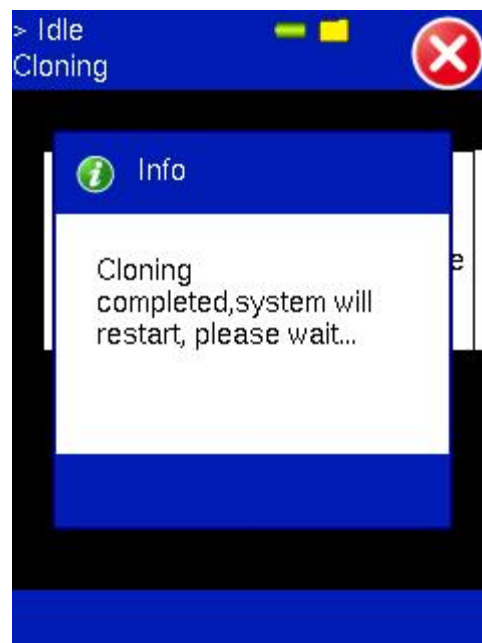 > Idle
Cloning
Info
e
Cloning
completed,system will
restart, please wait...